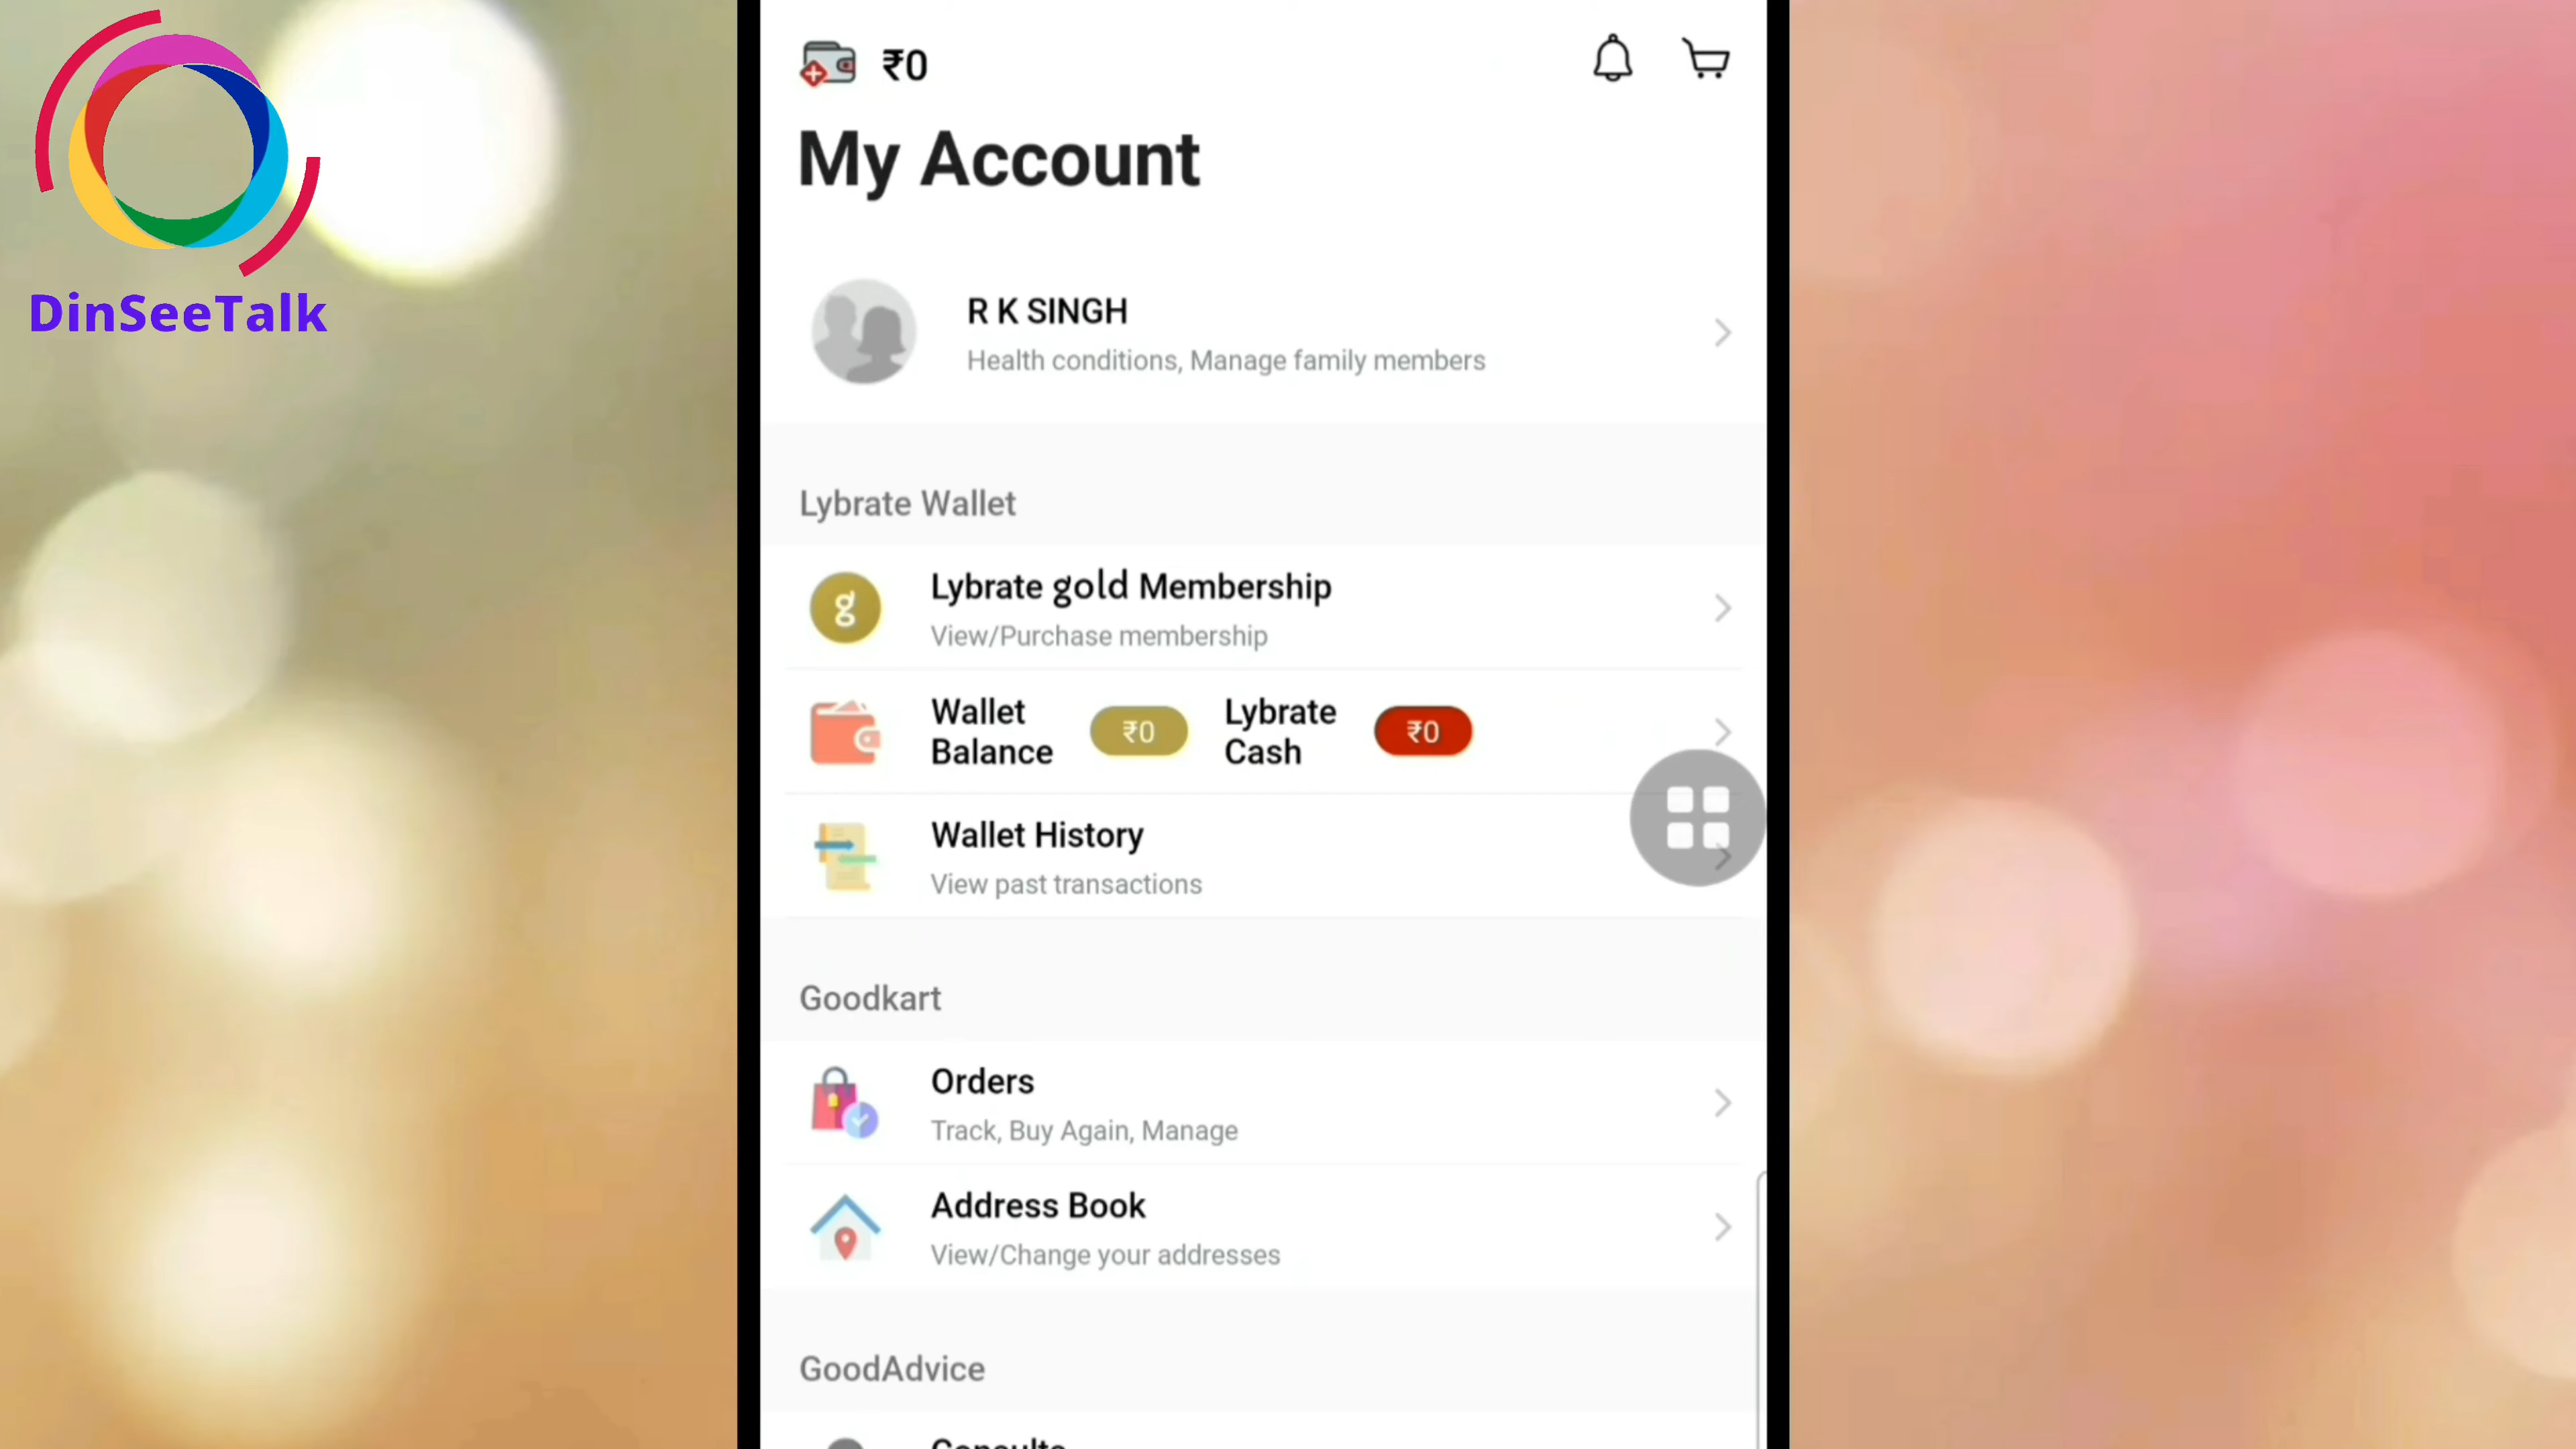 DinSeeTalk
₹0
My Account
R K SINGH
Health conditions, Manage family members
Lybrate Wallet
g
Lybrate gold Membership
View/Purchase membership
Wallet Balance
₹0
Lybrate Cash
₹0
Wallet History
View past transactions
Goodkart
Orders
Track, Buy Again, Manage
Address Book
View/Change your addresses
GoodAdvice